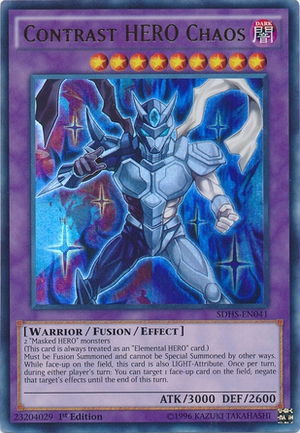 CONTRAST HERO CHAOS
DARK
闇
SDHS-EN041
[WARRIOR / FUSION / EFFECT]
2 "Masked HERO" monsters
(This card is always treated as an "Elemental HERO" card.)
Must be Fusion Summoned and cannot be Special Summoned by other ways.
While face-up on the field, this card is also LIGHT-Attribute. Once per turn,
during either player's turn: You can target 1 face-up card on the field; negate
that target's effects until the end of this turn.
ATK/3000 DEF/2600
23204029 1st Edition ©1996 KAZUKI TAKAHASHI